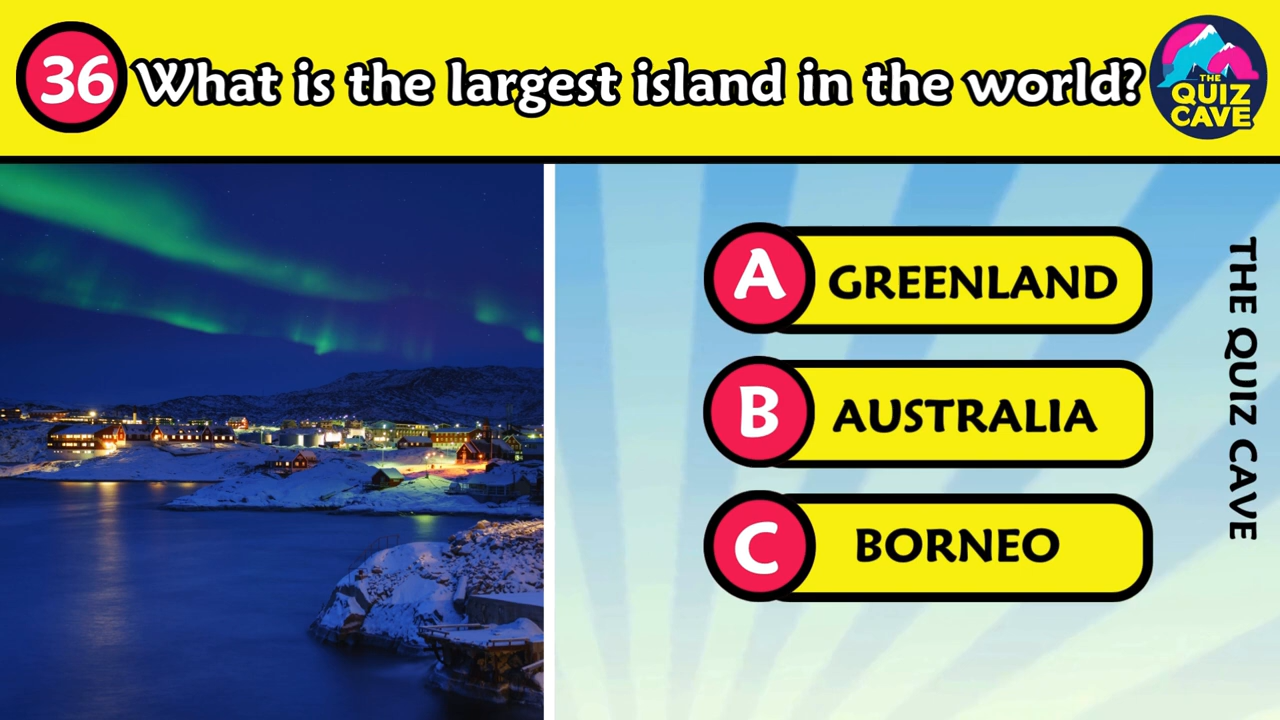 36 What is the largest island in the world?
THE
QUIZ
CAVE
A GREENLAND
B AUSTRALIA
C BORNEO
THE QUIZ CAVE